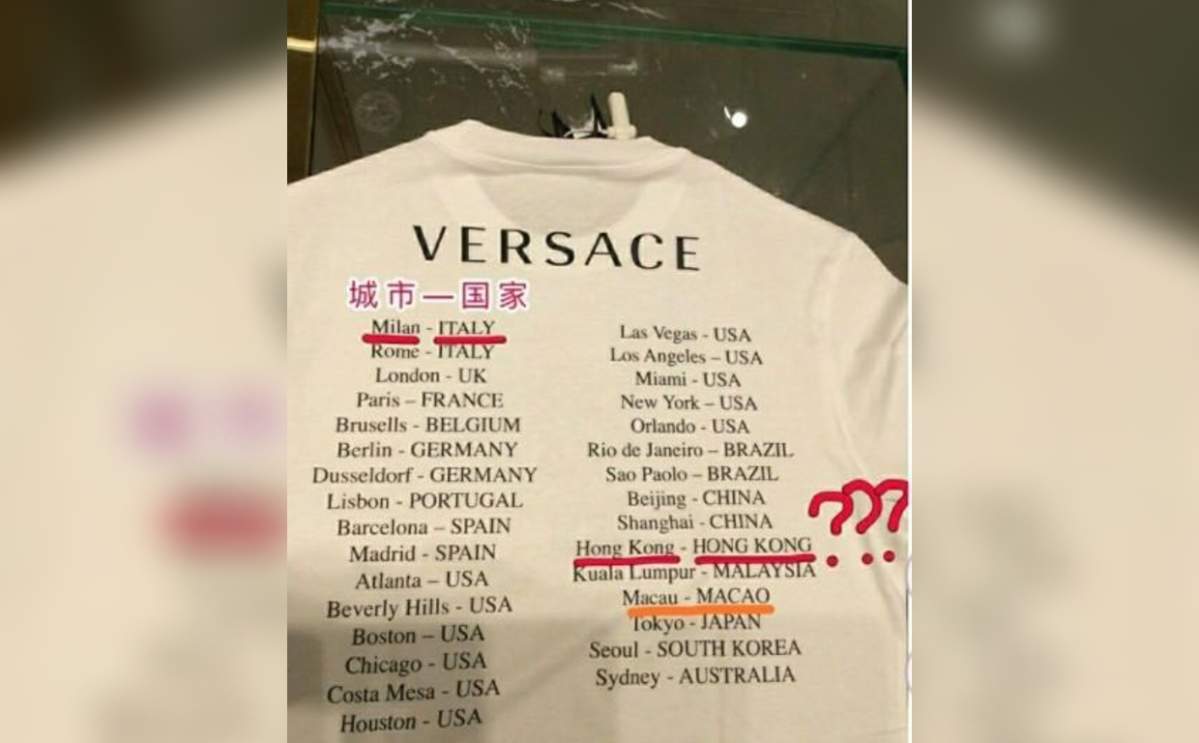 VERSACE
城市—国家
Milan - ITALY
Rome - ITALY
London - UK
Paris – FRANCE
Brusells - BELGIUM
Berlin - GERMANY
Dusseldorf - GERMANY
Lisbon - PORTUGAL
Barcelona – SPAIN
Madrid - SPAIN
Atlanta – USA
Beverly Hills - USA
Boston – USA
Chicago - USA
Costa Mesa - USA
Houston - USA
Las Vegas - USA
Los Angeles – USA
Miami - USA
New York – USA
Orlando - USA
Rio de Janeiro – BRAZIL
Sao Paolo – BRAZIL
Beijing - CHINA
Shanghai - CHINA
Hong Kong - HONG KONG
???
Kuala Lumpur - MALAYSIA
Macau - MACAO
Tokyo - JAPAN
Seoul - SOUTH KOREA
Sydney - AUSTRALIA